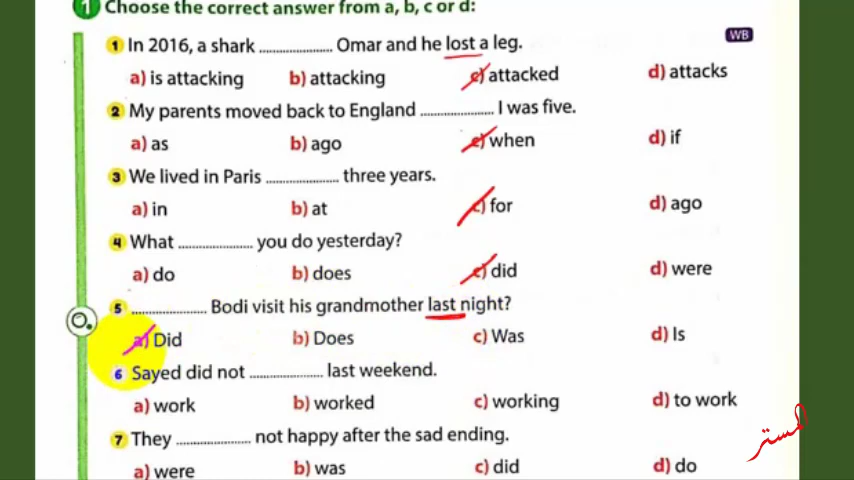 1 Choose the correct answer from a, b, c or d:
WB
1 In 2016, a shark .................... Omar and he lost a leg.
a) is attacking b) attacking c) attacked d) attacks
2 My parents moved back to England .................... I was five.
a) as b) ago c) when d) if
3 We lived in Paris .................... three years.
a) in b) at c) for d) ago
4 What .................... you do yesterday?
a) do b) does c) did d) were
5 .................... Bodi visit his grandmother last night?
a) Did b) Does c) Was d) Is
6 Sayed did not .................... last weekend.
a) work b) worked c) working d) to work
7 They .................... not happy after the sad ending.
a) were b) was c) did d) do
المستر